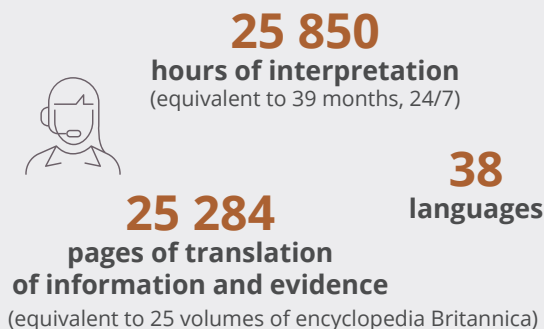 25 850
hours of interpretation
(equivalent to 39 months, 24/7)
38
languages
25 284
pages of translation
of information and evidence
(equivalent to 25 volumes of encyclopedia Britannica)